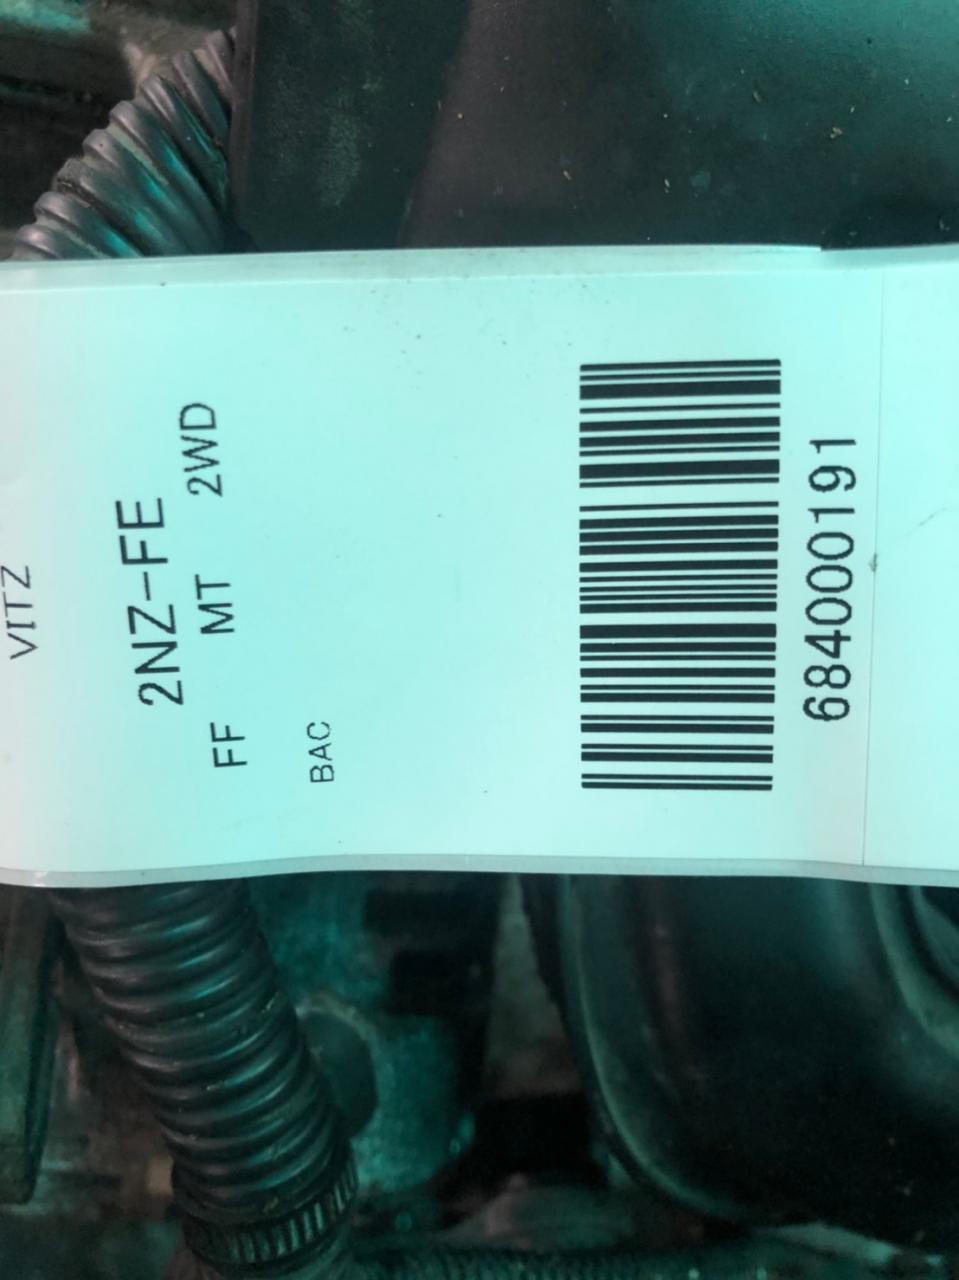 VITZ
2NZ-FE
FF MT 2WD
BAC
684000191